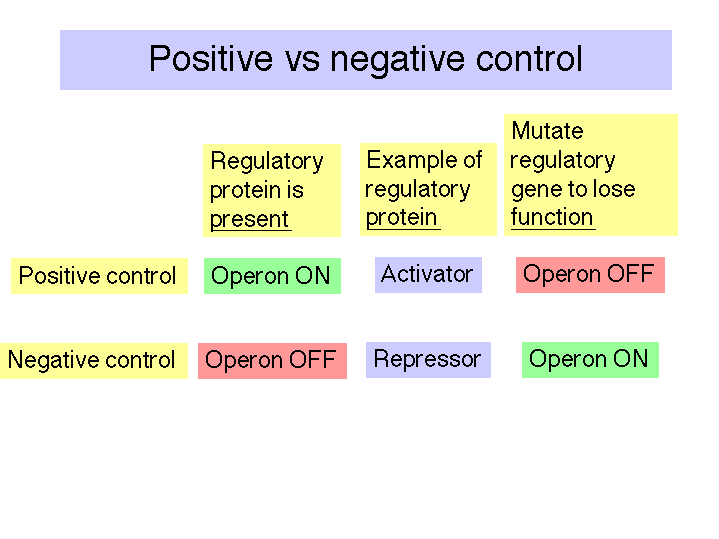 Positive vs negative control
Regulatory
protein is
present
Example of
regulatory
protein
Mutate
regulatory
gene to lose
function
Positive control
Operon ON
Activator
Operon OFF
Negative control
Operon OFF
Repressor
Operon ON